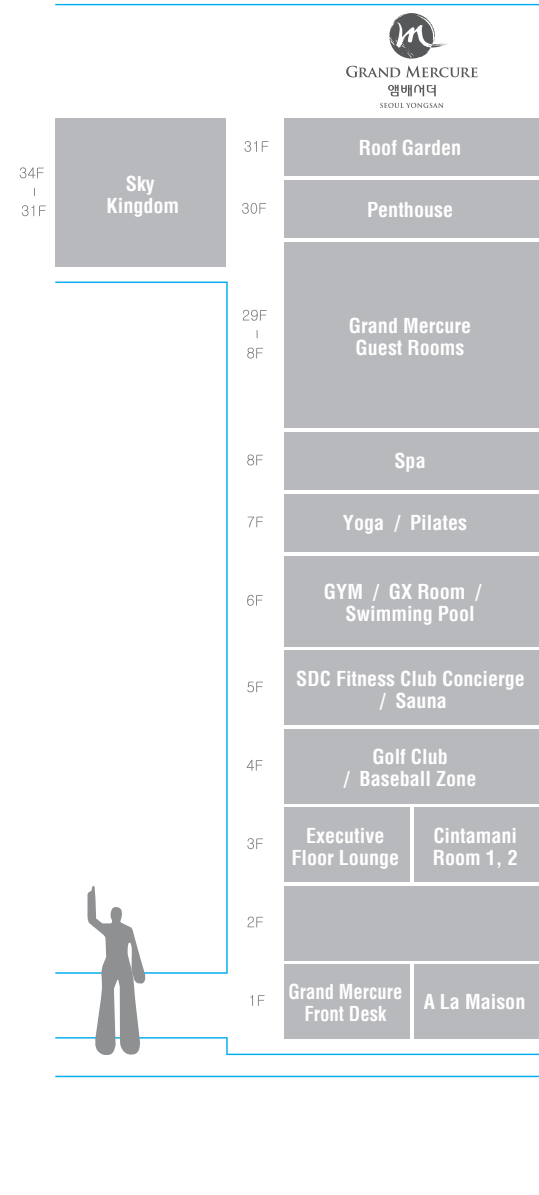 GRAND MERCURE
앰배서더
SEOUL YONGSAN
34F
31F
Sky
Kingdom
31F
Roof Garden
30F
Penthouse
29F
8F
Grand Mercure
Guest Rooms
8F
Spa
7F
Yoga / Pilates
6F
GYM / GX Room /
Swimming Pool
5F
SDC Fitness Club Concierge
/ Sauna
4F
Golf Club
/ Baseball Zone
3F
Executive
Floor Lounge
Cintamani
Room 1, 2
2F
1F
Grand Mercure
Front Desk
A La Maison